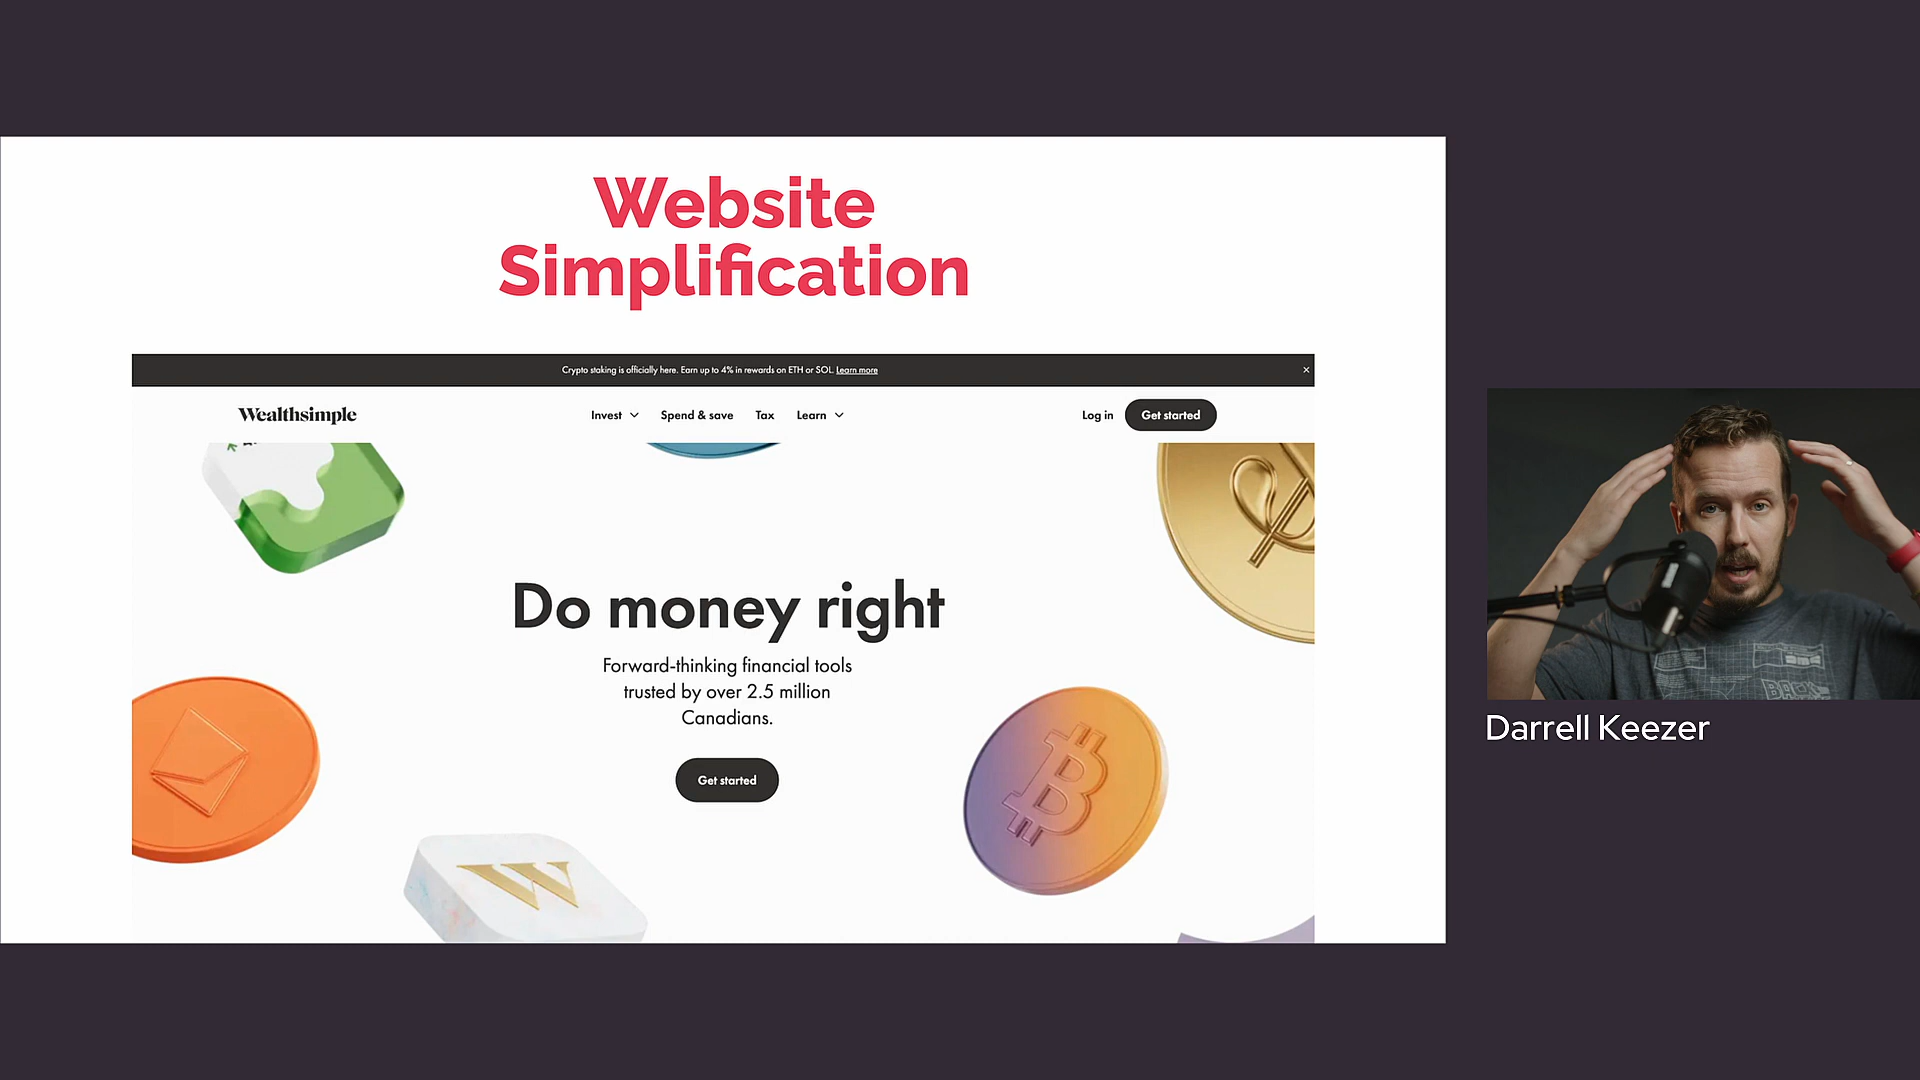 Website
Simplification
Crypto staking is officially here. Earn up to 4% in rewards on ETH or SOL. Learn more
Wealthsimple
Invest
Spend & save
Tax
Learn
Log in
Get started
Do money right
Forward-thinking financial tools
trusted by over 2.5 million
Canadians.
Get started
W
B
Darrell Keezer